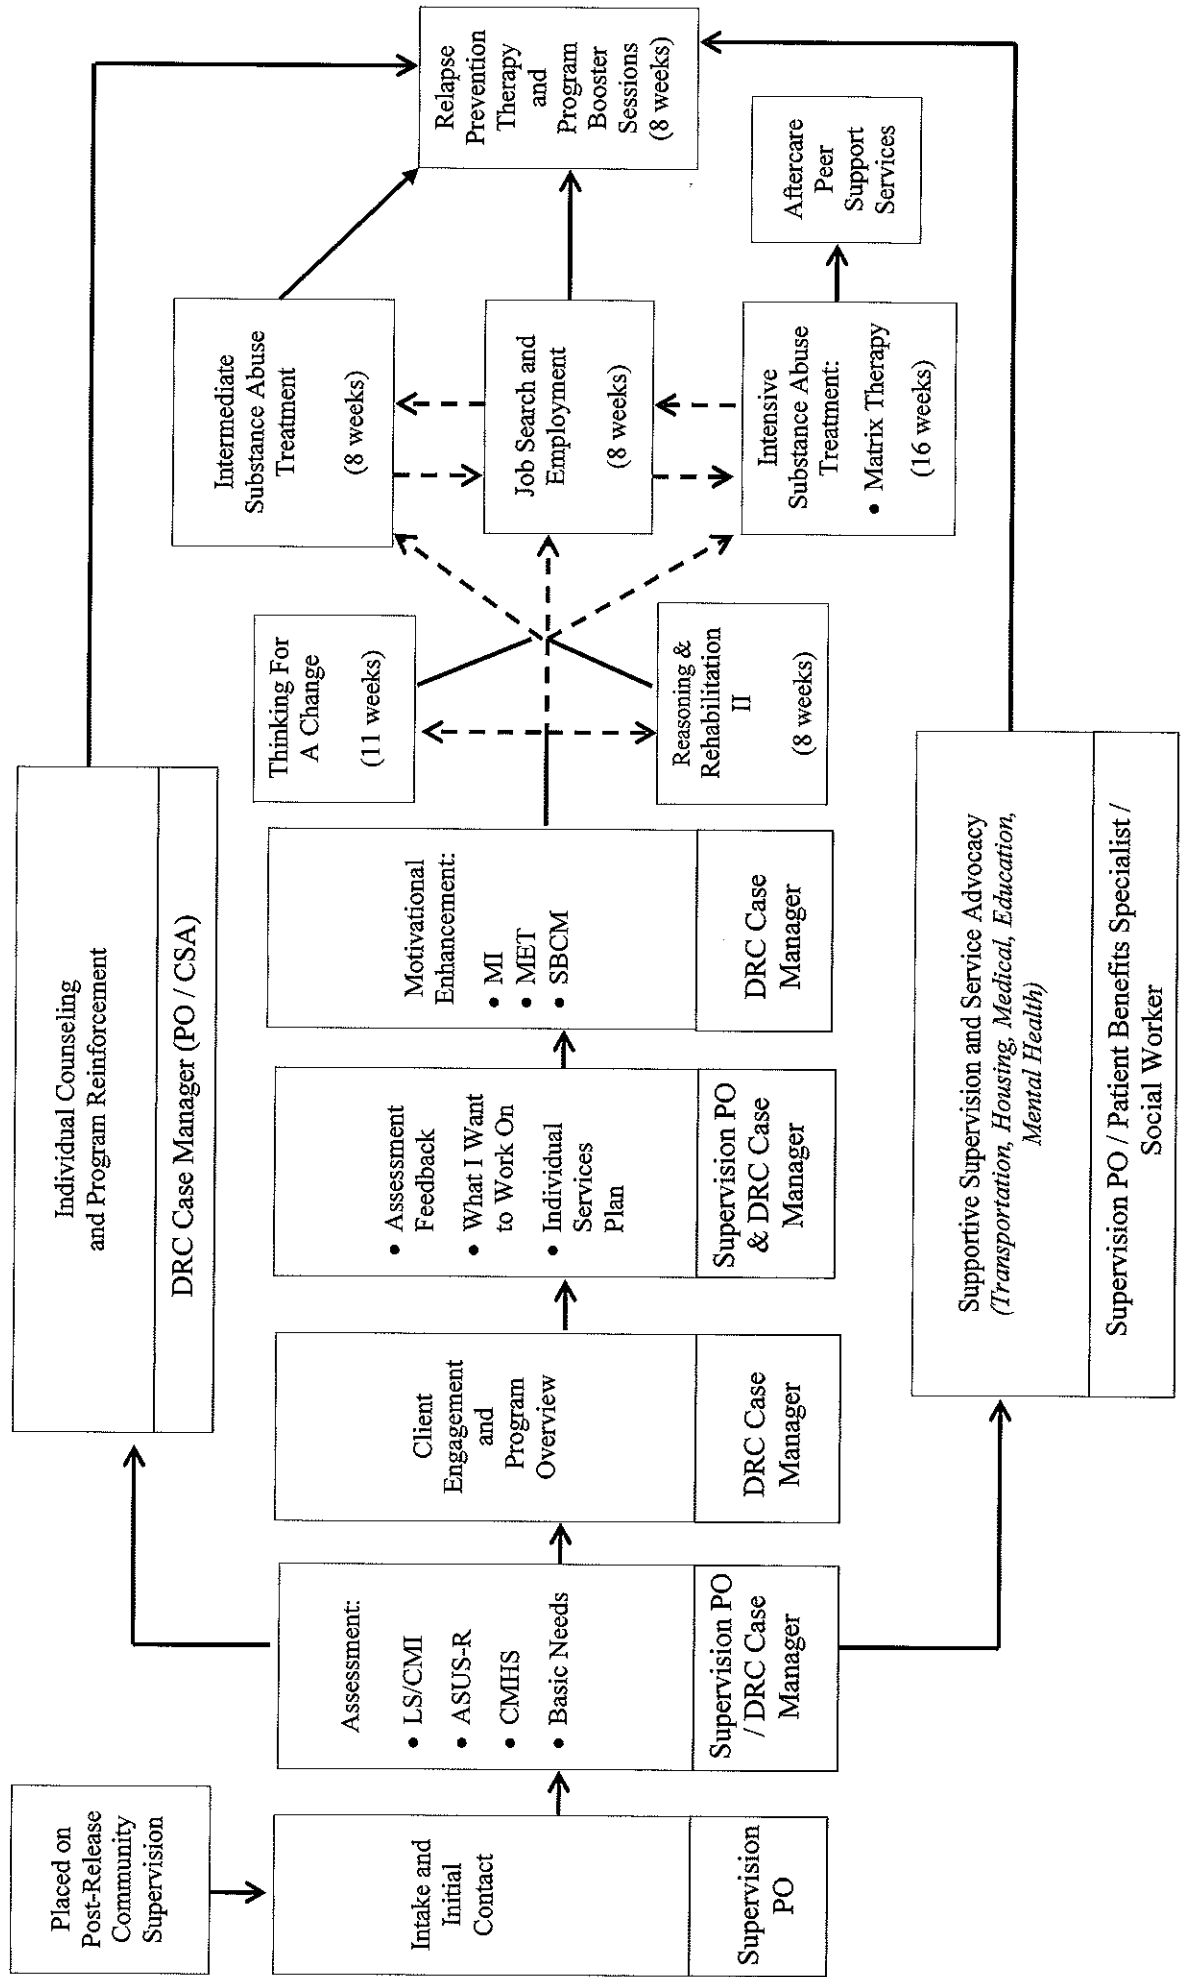 Placed on
Post-Release
Community
Supervision
Intake and
Initial
Contact
Supervision
PO
Assessment:
• LS/CMI
• ASUS-R
• CMHS
• Basic Needs
Supervision PO
/ DRC Case
Manager
Individual Counseling
and Program Reinforcement
DRC Case Manager (PO / CSA)
Client
Engagement
and
Program
Overview
DRC Case
Manager
• Assessment
Feedback
• What I Want
to Work On
• Individual
Services
Plan
Supervision PO
& DRC Case
Manager
Motivational
Enhancement:
• MI
• MET
• SBCM
DRC Case
Manager
Supportive Supervision and Service Advocacy
(Transportation, Housing, Medical, Education,
Mental Health)
Supervision PO / Patient Benefits Specialist /
Social Worker
Thinking For
A Change
(11 weeks)
Reasoning &
Rehabilitation
II
(8 weeks)
Intermediate
Substance Abuse
Treatment
(8 weeks)
Job Search and
Employment
(8 weeks)
Intensive
Substance Abuse
Treatment:
• Matrix Therapy
(16 weeks)
Relapse
Prevention
Therapy
and
Program
Booster
Sessions
(8 weeks)
Aftercare
Peer
Support
Services